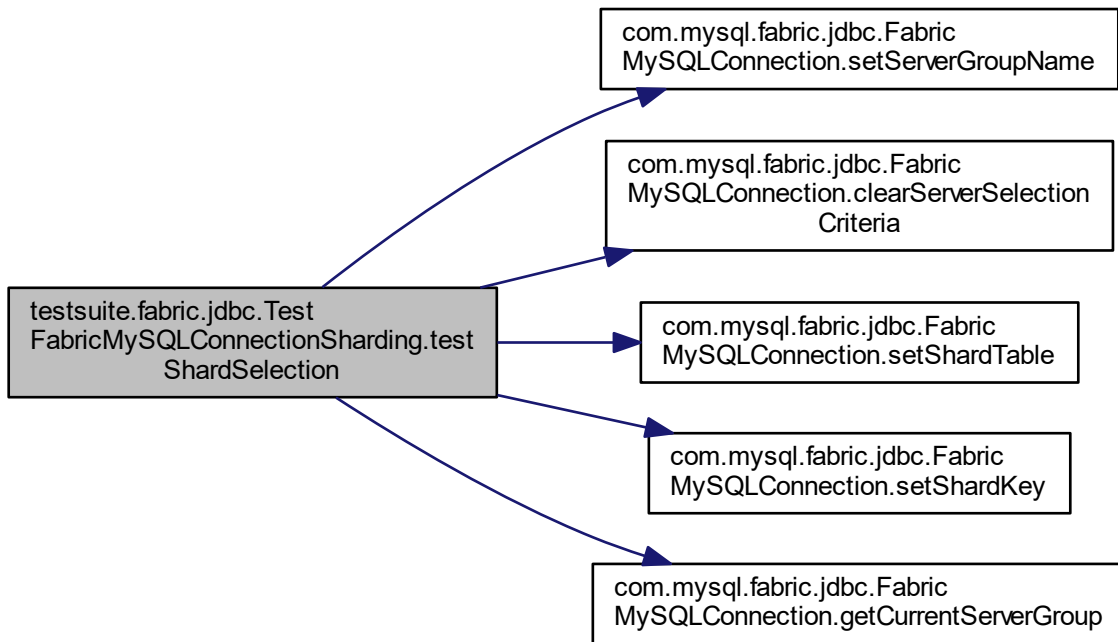 com.mysql.fabric.jdbc.Fabric
MySQLConnection.setServerGroupName
com.mysql.fabric.jdbc.Fabric
MySQLConnection.clearServerSelection
Criteria
testsuite.fabric.jdbc.Test
FabricMySQLConnectionSharding.test
ShardSelection
com.mysql.fabric.jdbc.Fabric
MySQLConnection.setShardTable
com.mysql.fabric.jdbc.Fabric
MySQLConnection.setShardKey
com.mysql.fabric.jdbc.Fabric
MySQLConnection.getCurrentServerGroup